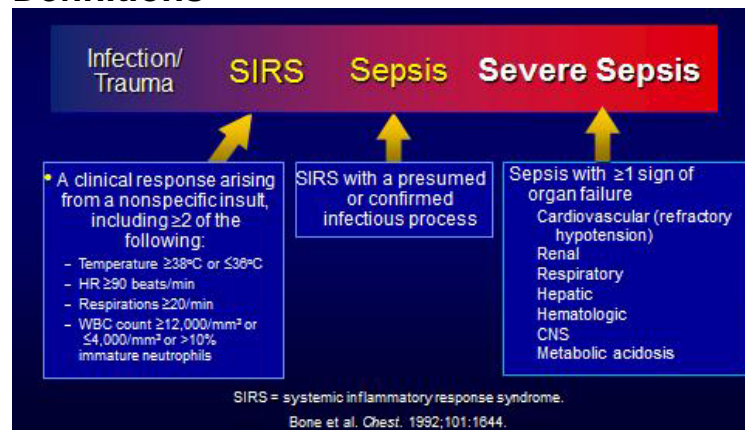 Infection/
Trauma
SIRS
Sepsis
Severe Sepsis
• A clinical response arising
from a nonspecific insult,
including ≥2 of the
following:
– Temperature ≥38°C or ≤36°C
– HR ≥90 beats/min
– Respirations ≥20/min
– WBC count ≥12,000/mm³ or
≤4,000/mm³ or >10%
immature neutrophils
SIRS with a presumed
or confirmed
infectious process
Sepsis with ≥1 sign of
organ failure
Cardiovascular (refractory
hypotension)
Renal
Respiratory
Hepatic
Hematologic
CNS
Metabolic acidosis
SIRS = systemic inflammatory response syndrome.
Bone et al. Chest. 1992;101:1644.